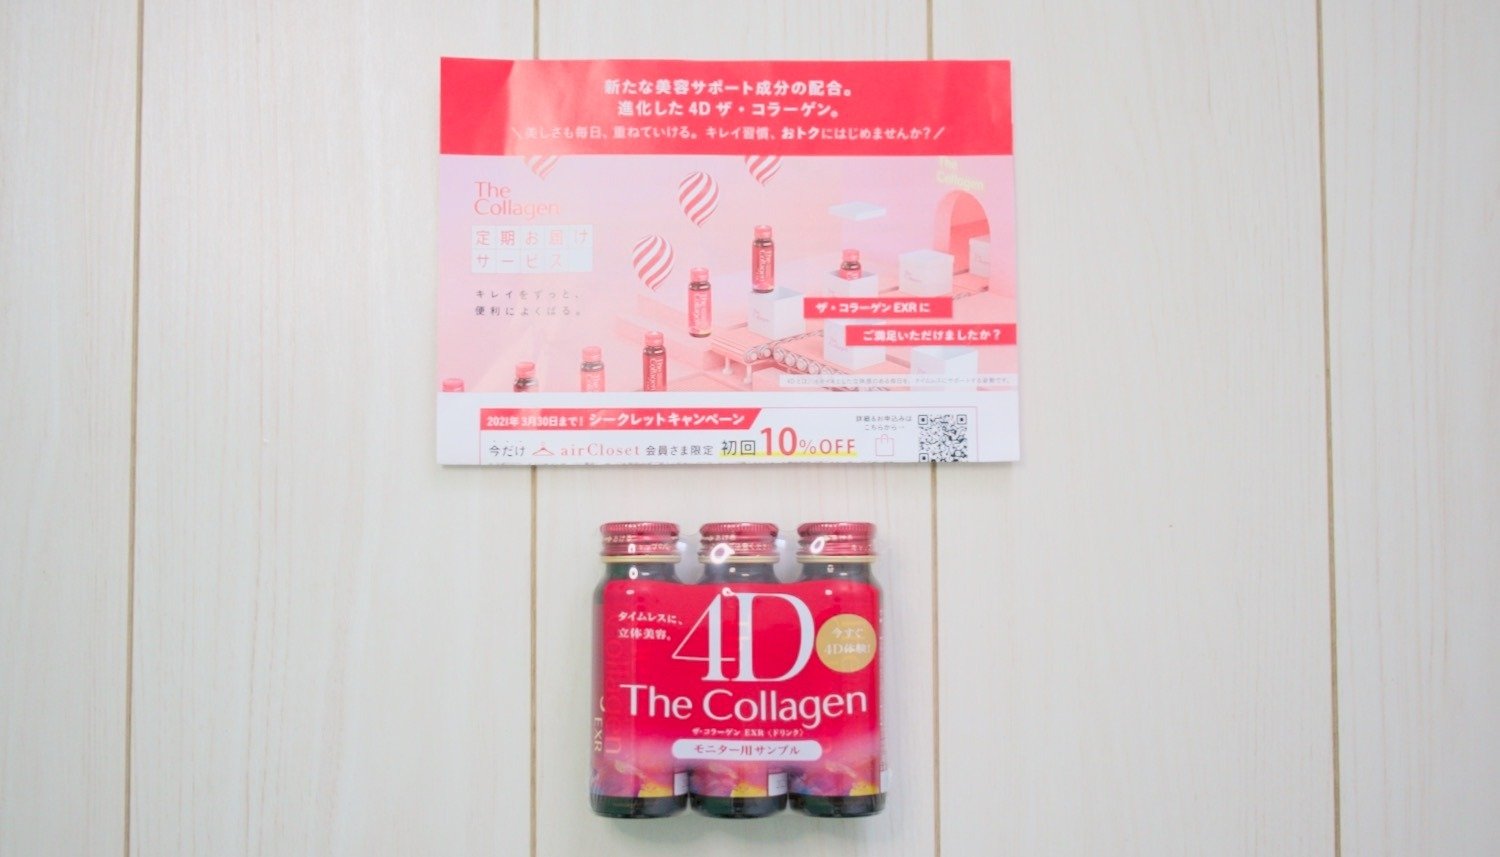 新たな美容サポート成分の配合。
進化した 4D ザ・コラーゲン。
＼美しさも毎日、重ねていける。キレイ習慣、おトクにはじめませんか？／
The
Collagen
定期お届け
サービス
キレイをずっと、
便利によくばる。
The
Collagen
ザ・コラーゲン EXR に
ご満足いただけましたか？
2021年 3月30日まで！ シークレットキャンペーン
詳細&お申込みは
こちらから→
今だけ airCloset 会員さま限定 初回 10%OFF
タイムレスに、
立体美容。
4D
今すぐ
4D体験！
The Collagen
ザ・コラーゲン EXR〈ドリンク〉
モニター用サンプル
EXR